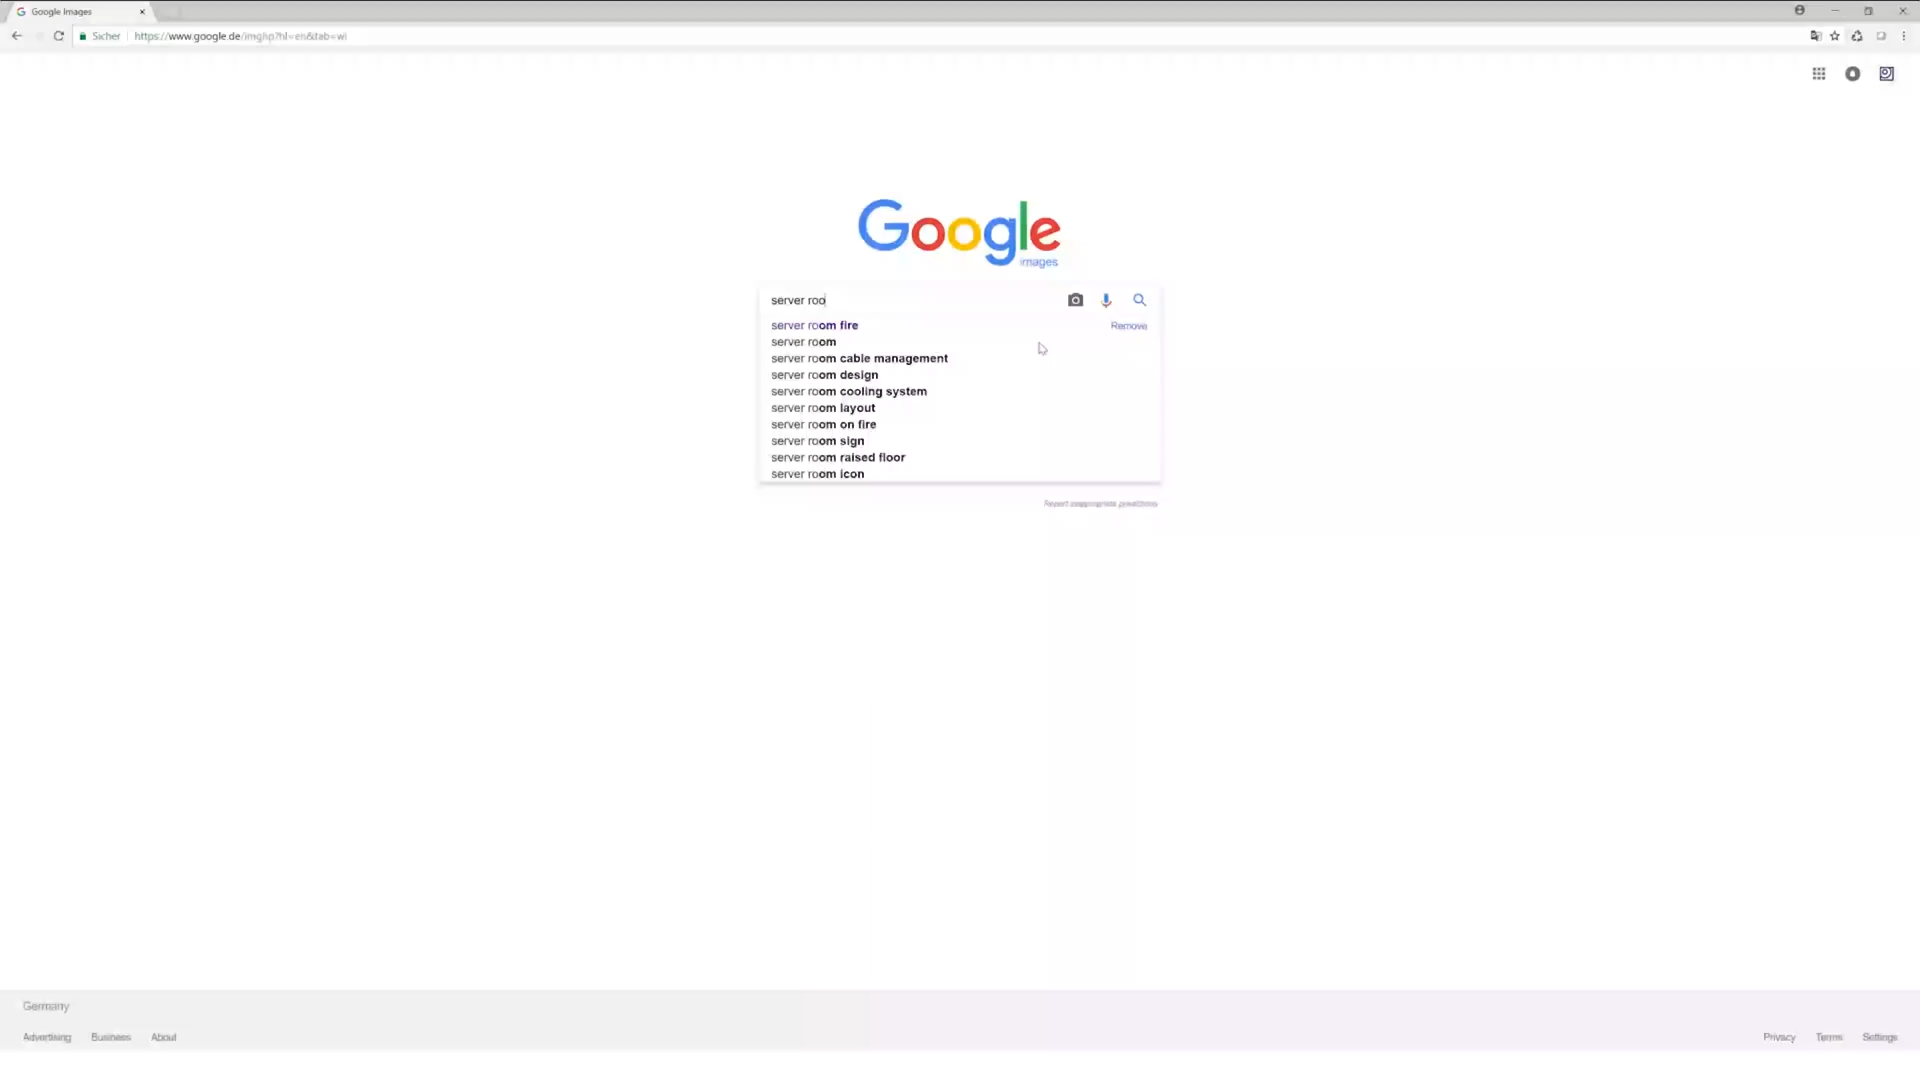 Google Images
Sicher
https://www.google.de/imghp?hl=en&tab=wi
Google
images
server roo
server room fire
Remove
server room
server room cable management
server room design
server room cooling system
server room layout
server room on fire
server room sign
server room raised floor
server room icon
Report inappropriate predictions
Germany
Advertising Business About
Privacy Terms Settings